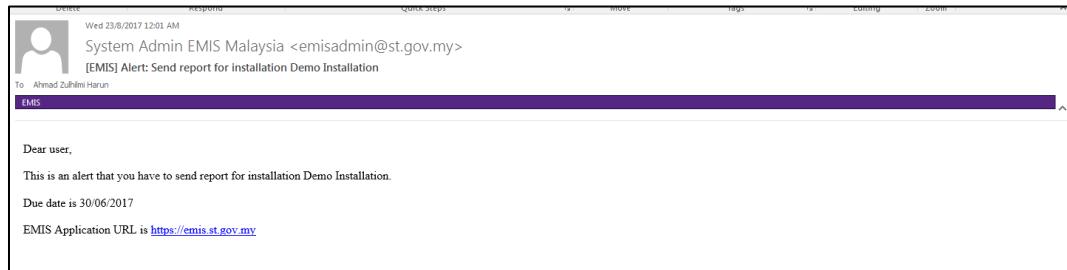 Delete Respond Quick Steps Move Tags Editing Zoom
Wed 23/8/2017 12:01 AM
System Admin EMIS Malaysia <emisadmin@st.gov.my>
[EMIS] Alert: Send report for installation Demo Installation
To Ahmad Zulhilmi Harun
EMIS
Dear user,
This is an alert that you have to send report for installation Demo Installation.
Due date is 30/06/2017
EMIS Application URL is https://emis.st.gov.my